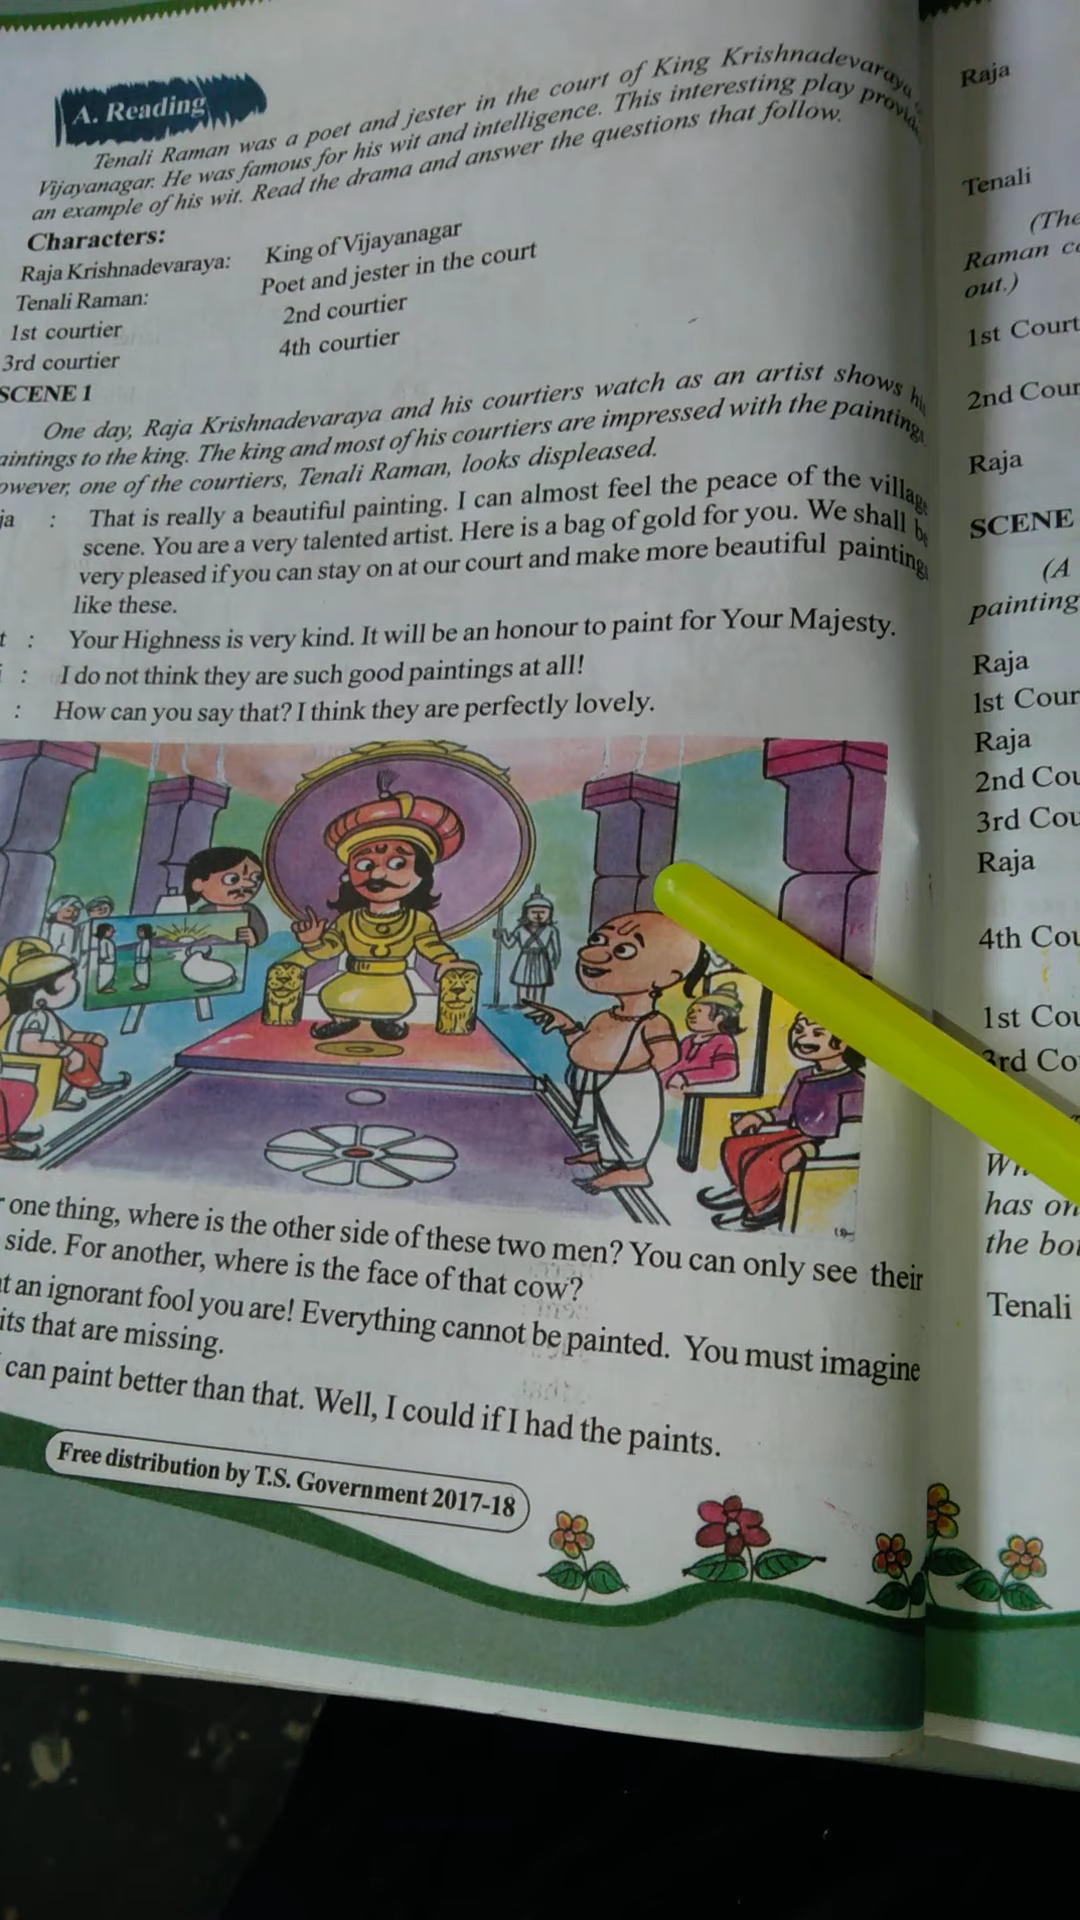 A. Reading
Tenali Raman was a poet and jester in the court of King Krishnadevaraya
Vijayanagar. He was famous for his wit and intelligence. This interesting play
an example of his wit. Read the drama and answer the questions that follow.
Characters:
Raja Krishnadevaraya: King of Vijayanagar
Tenali Raman: Poet and jester in the court
1st courtier 2nd courtier
3rd courtier 4th courtier
SCENE 1
One day, Raja Krishnadevaraya and his courtiers watch as an artist shows
aintings to the king. The king and most of his courtiers are impressed with the paintings.
owever, one of the courtiers, Tenali Raman, looks displeased.
ja : That is really a beautiful painting. I can almost feel the peace of the village
scene. You are a very talented artist. Here is a bag of gold for you. We shall be
very pleased if you can stay on at our court and make more beautiful paintings
like these.
t : Your Highness is very kind. It will be an honour to paint for Your Majesty.
i : I do not think they are such good paintings at all!
: How can you say that? I think they are perfectly lovely.
one thing, where is the other side of these two men? You can only see their
side. For another, where is the face of that cow?
t an ignorant fool you are! Everything cannot be painted. You must imagine
its that are missing.
can paint better than that. Well, I could if I had the paints.
Free distribution by T.S. Government 2017-18
Raja
Tenali
(The
Raman
out.)
1st Court
2nd Cour
Raja
SCENE
(A
painting
Raja
1st Cour
Raja
2nd Cou
3rd Cou
Raja
4th Cou
1st Cou
3rd Co
has on
the bo
Tenali